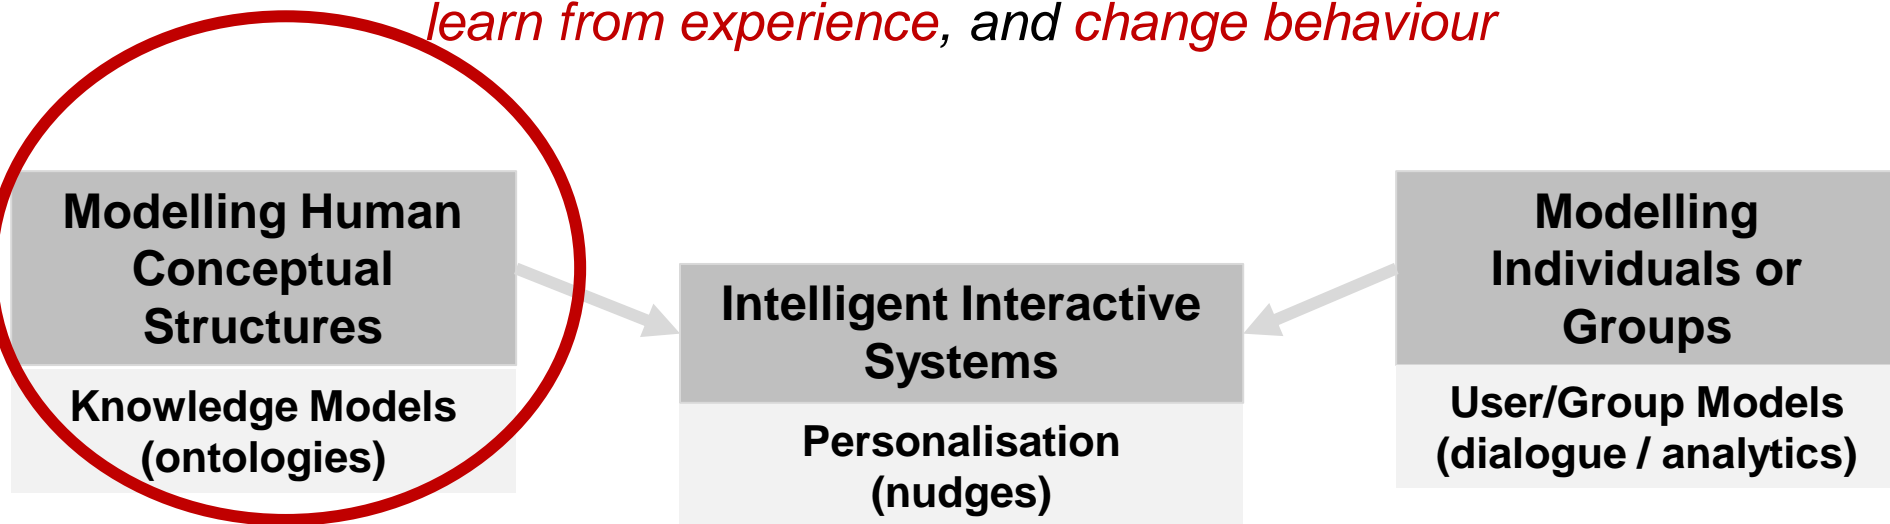 learn from experience, and change behaviour
Modelling Human
Conceptual
Structures
Knowledge Models
(ontologies)
Intelligent Interactive
Systems
Personalisation
(nudges)
Modelling
Individuals or
Groups
User/Group Models
(dialogue / analytics)